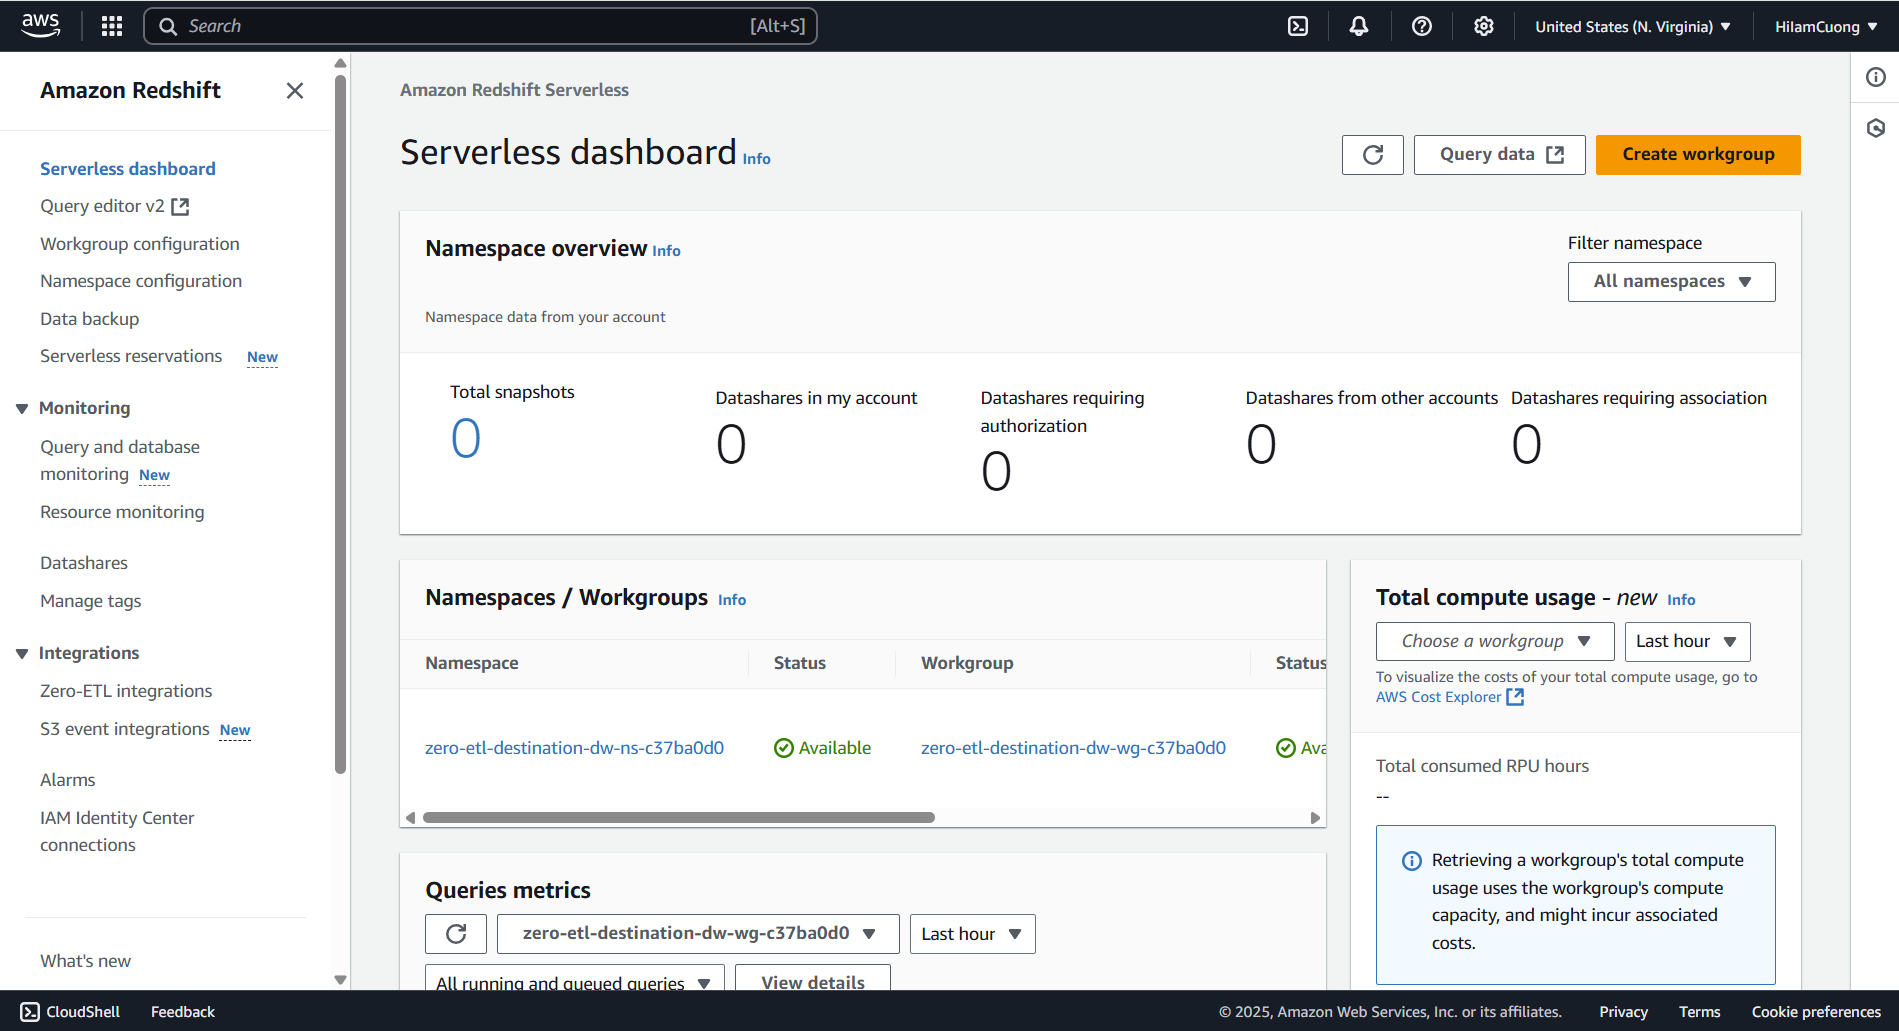 aws
Search
[Alt+S]
United States (N. Virginia)
HilamCuong
Amazon Redshift
Serverless dashboard
Query editor v2
Workgroup configuration
Namespace configuration
Data backup
Serverless reservations New
Monitoring
Query and database
monitoring New
Resource monitoring
Datashares
Manage tags
Integrations
Zero-ETL integrations
S3 event integrations New
Alarms
IAM Identity Center
connections
What's new
Amazon Redshift Serverless
Serverless dashboard Info
Query data
Create workgroup
Namespace overview Info
Filter namespace
All namespaces
Namespace data from your account
Total snapshots
0
Datashares in my account
0
Datashares requiring
authorization
0
Datashares from other accounts
0
Datashares requiring association
0
Namespaces / Workgroups Info
Namespace Status Workgroup Status
zero-etl-destination-dw-ns-c37ba0d0 Available zero-etl-destination-dw-wg-c37ba0d0 Ava
Queries metrics
zero-etl-destination-dw-wg-c37ba0d0 Last hour
All running and queued queries View details
Total compute usage - new Info
Choose a workgroup Last hour
To visualize the costs of your total compute usage, go to
AWS Cost Explorer
Total consumed RPU hours
--
Retrieving a workgroup's total compute
usage uses the workgroup's compute
capacity, and might incur associated
costs.
CloudShell Feedback
© 2025, Amazon Web Services, Inc. or its affiliates. Privacy Terms Cookie preferences